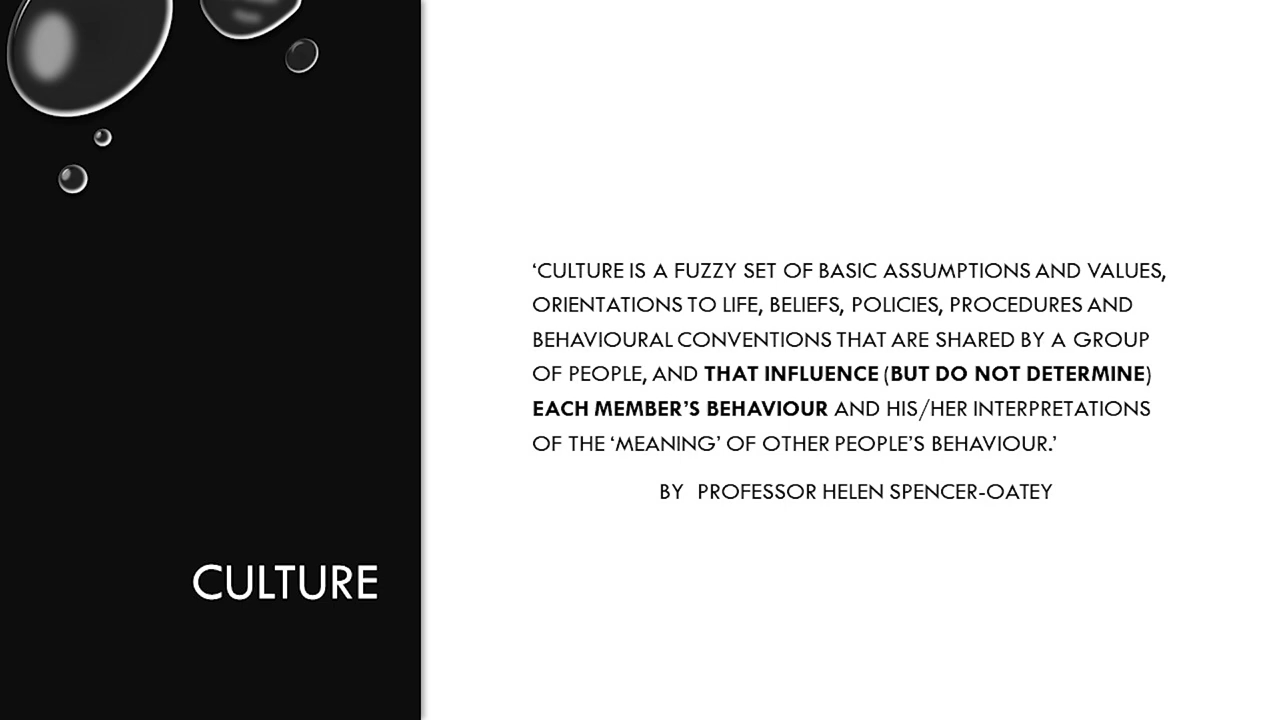 ‘CULTURE IS A FUZZY SET OF BASIC ASSUMPTIONS AND VALUES,
ORIENTATIONS TO LIFE, BELIEFS, POLICIES, PROCEDURES AND
BEHAVIOURAL CONVENTIONS THAT ARE SHARED BY A GROUP
OF PEOPLE, AND THAT INFLUENCE (BUT DO NOT DETERMINE)
EACH MEMBER’S BEHAVIOUR AND HIS/HER INTERPRETATIONS
OF THE ‘MEANING’ OF OTHER PEOPLE’S BEHAVIOUR.’
BY PROFESSOR HELEN SPENCER-OATEY
CULTURE